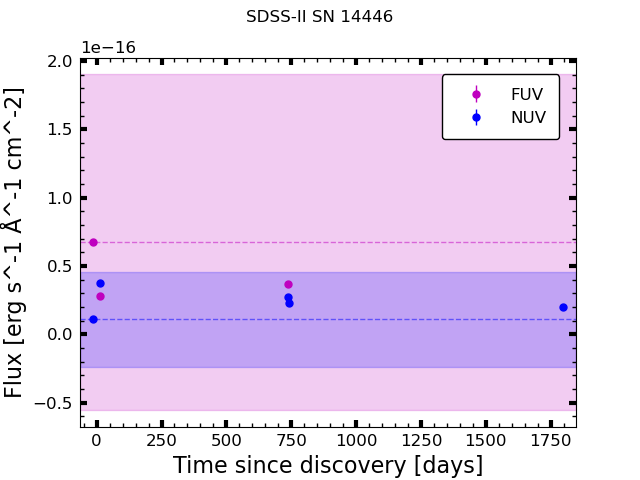 SDSS-II SN 14446
1e−16
2.0
1.5
1.0
0.5
0.0
−0.5
Flux [erg s^-1 Å^-1 cm^-2]
FUV
NUV
0 250 500 750 1000 1250 1500 1750
Time since discovery [days]